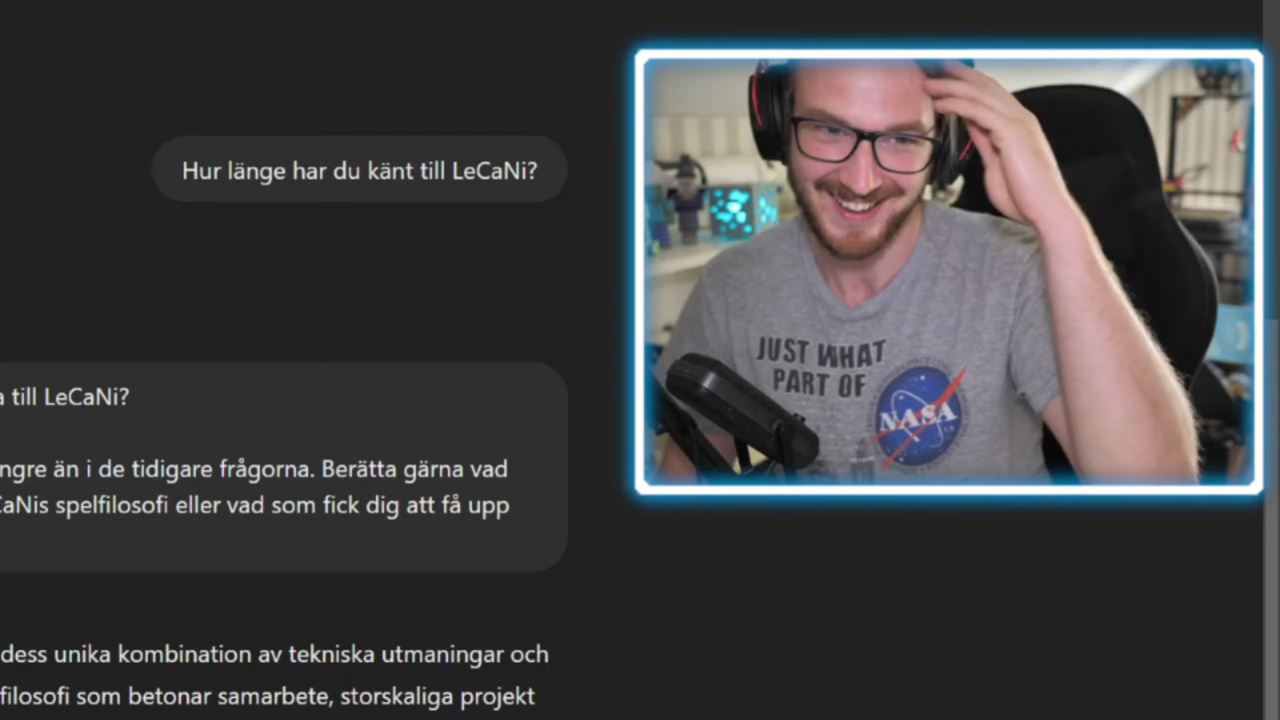 Hur länge har du känt till LeCaNi?
a till LeCaNi?
ngre än i de tidigare frågorna. Berätta gärna vad
CaNis spelfilosofi eller vad som fick dig att få upp
dess unika kombination av tekniska utmaningar och
filosofi som betonar samarbete, storskaliga projekt
JUST WHAT
PART OF
NASA